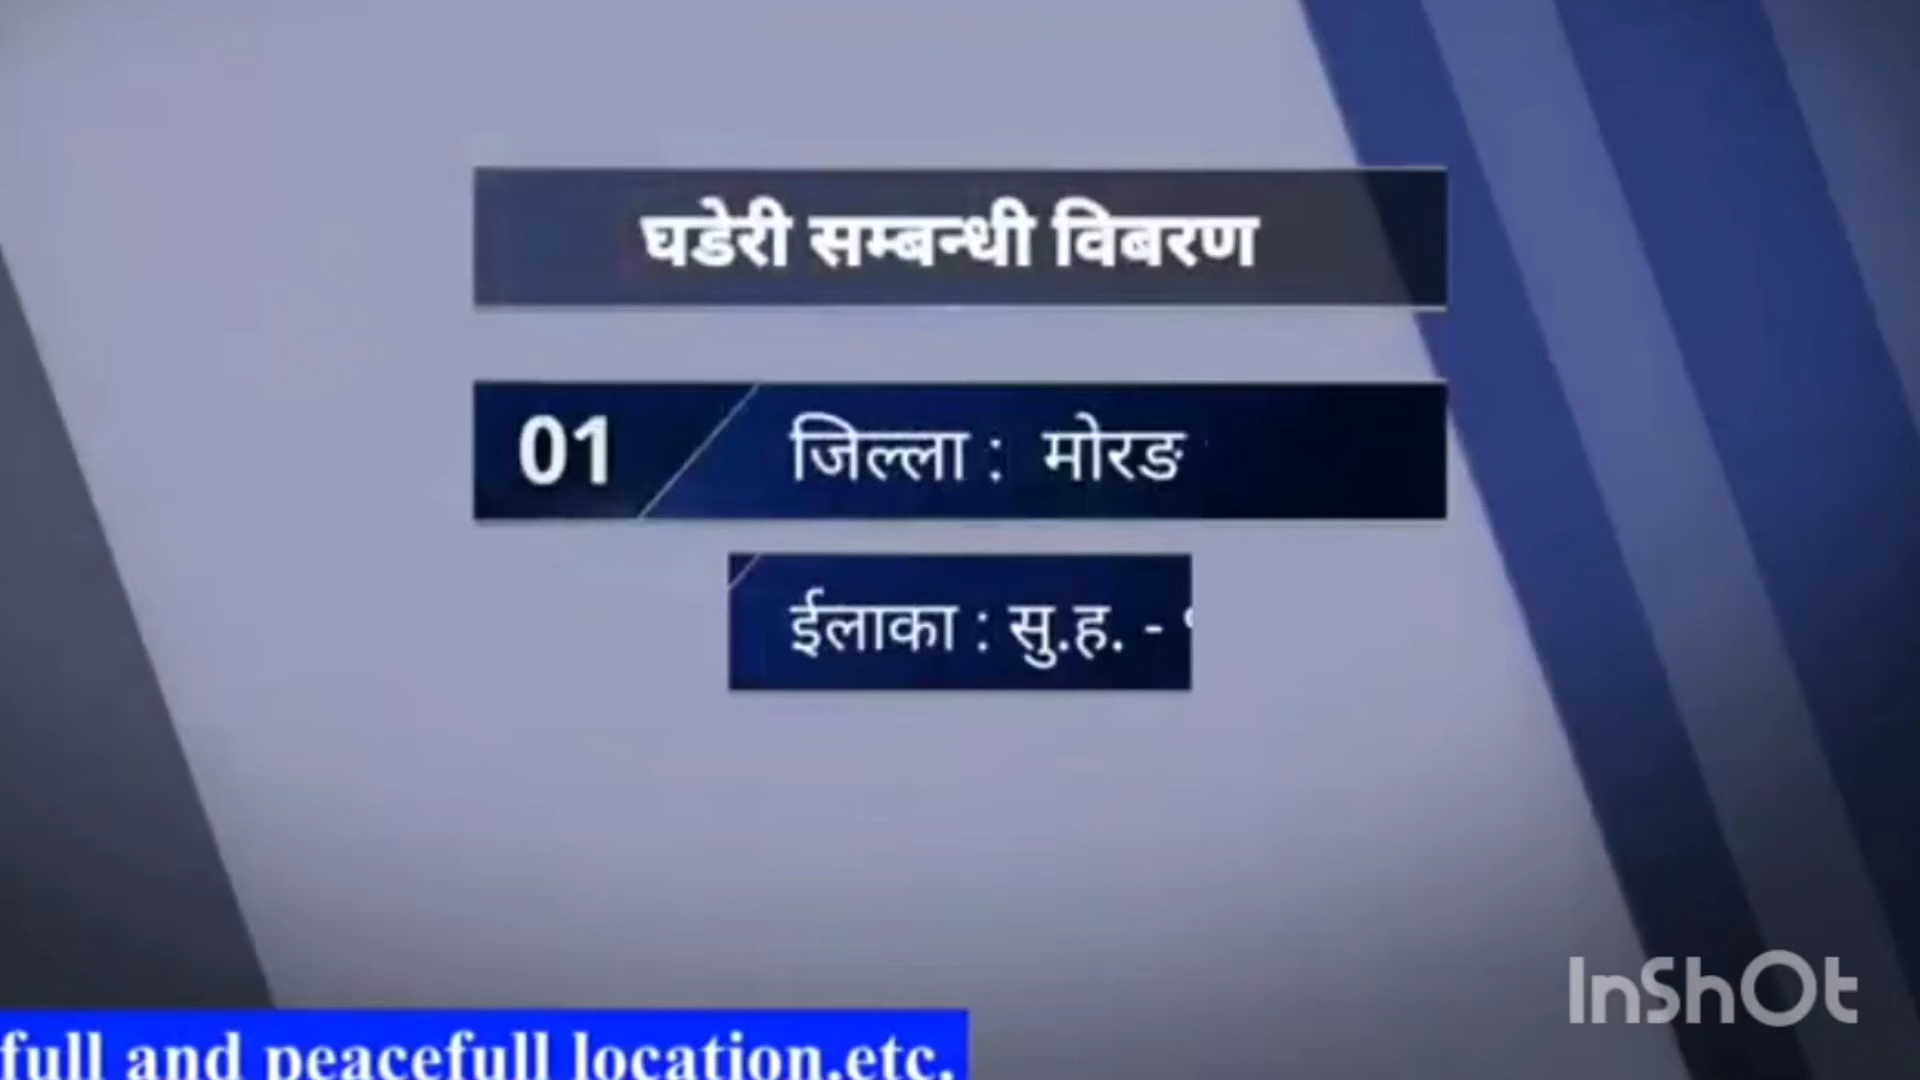 घडेरी सम्बन्धी विबरण
01 जिल्ला : मोरङ
ईलाका : सु.ह. -
full and peacefull location,etc.
InShOt